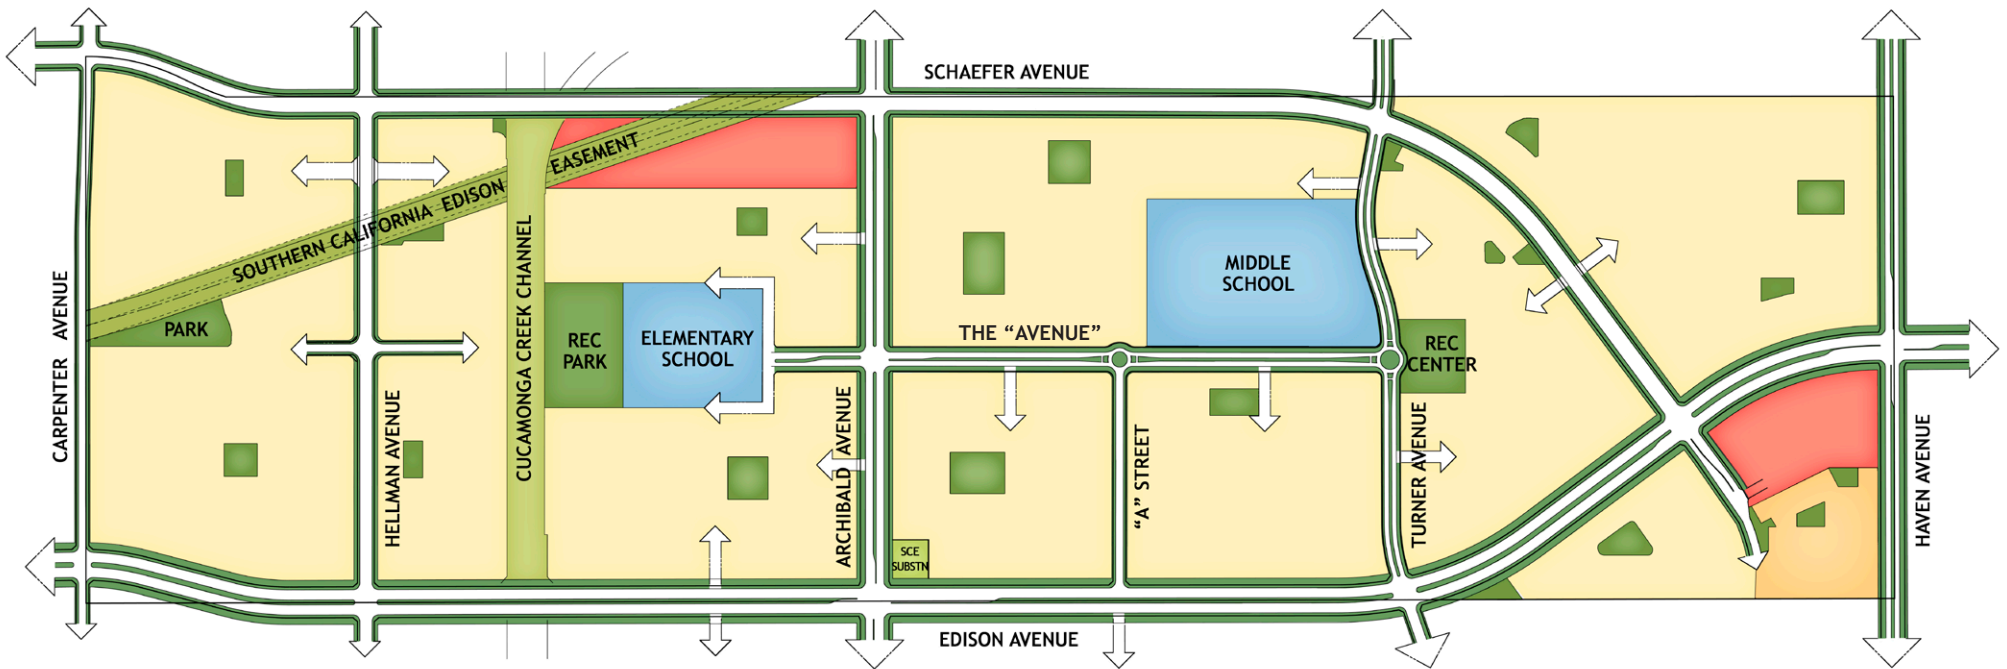 SCHAEFER AVENUE
SOUTHERN CALIFORNIA EDISON EASEMENT
CARPENTER AVENUE
PARK
HELLMAN AVENUE
CUCAMONGA CREEK CHANNEL
REC
PARK
ELEMENTARY
SCHOOL
ARCHIBALD AVENUE
THE “AVENUE”
MIDDLE
SCHOOL
REC
CENTER
“A” STREET
TURNER AVENUE
HAVEN AVENUE
SCE
SUBSTN
EDISON AVENUE